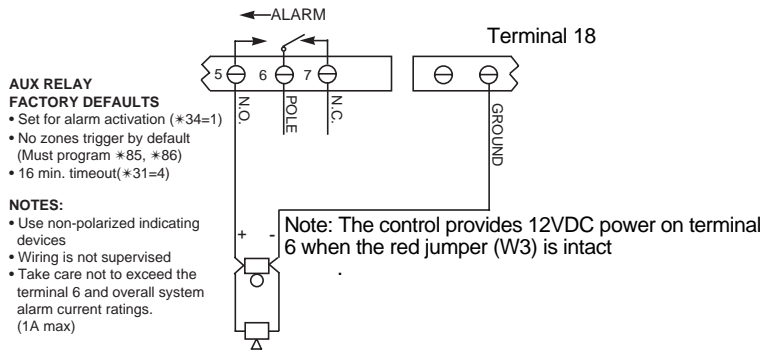 ALARM
Terminal 18
5 6 7
N.O.
POLE
N.C.
GROUND
AUX RELAY
FACTORY DEFAULTS
• Set for alarm activation (✶34=1)
• No zones trigger by default
(Must program ✶85, ✶86)
• 16 min. timeout(✶31=4)
NOTES:
• Use non-polarized indicating
devices
• Wiring is not supervised
• Take care not to exceed the
terminal 6 and overall system
alarm current ratings.
(1A max)
+ -
Note: The control provides 12VDC power on terminal
6 when the red jumper (W3) is intact
.